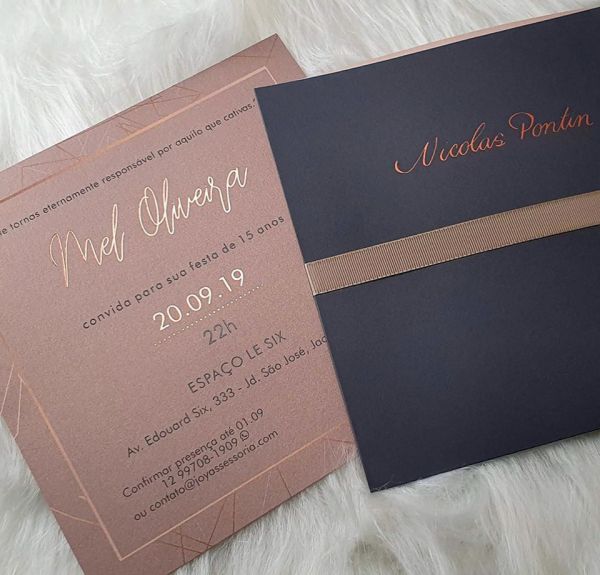 tornas eternamente responsável por aquilo que cativas."
Mel Oliveira
convida para sua festa de 15 anos
20.09.19
22h
ESPAÇO LE SIX
Av. Edouard Six, 333 - Jd. São José, Jac
Confirmar presença até 01.09
12 99708-1909
ou contato@joyassessoria.com
Nicolas Pontin